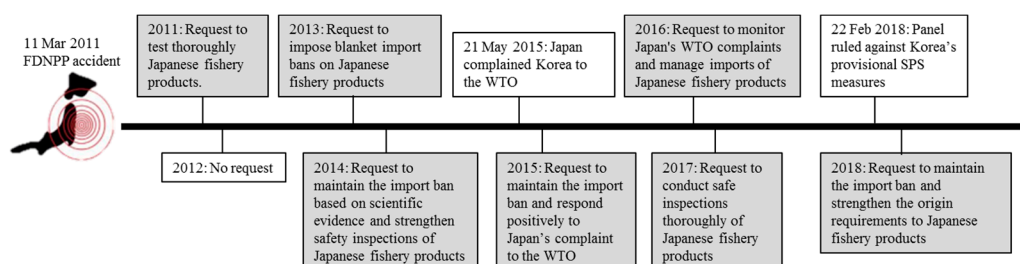 11 Mar 2011
FDNPP accident
2011: Request to
test thoroughly
Japanese fishery
products.
2013: Request to
impose blanket import
bans on Japanese
fishery products
21 May 2015: Japan
complained Korea to
the WTO
2016: Request to monitor
Japan's WTO complaints
and manage imports of
Japanese fishery products
22 Feb 2018: Panel
ruled against Korea's
provisional SPS
measures
2012: No request
2014: Request to
maintain the import ban
based on scientific
evidence and strengthen
safety inspections of
Japanese fishery products
2015: Request to
maintain the import
ban and respond
positively to
Japan's complaint
to the WTO
2017: Request to
conduct safe
inspections
thoroughly of
Japanese fishery
products
2018: Request to maintain
the import ban and
strengthen the origin
requirements to Japanese
fishery products